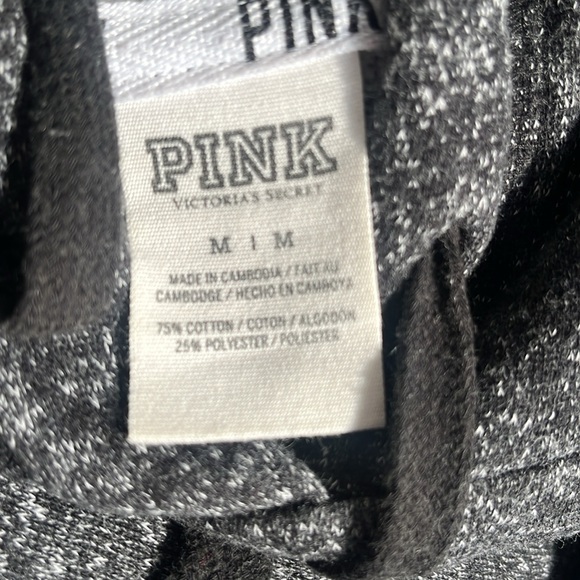 PINK
PINK
VICTORIA'S SECRET
M | M
MADE IN CAMBODIA / FAIT AU
CAMBODGE / HECHO EN CAMBOYA
75% COTTON / COTON / ALGODON
25% POLYESTER / POLIESTER